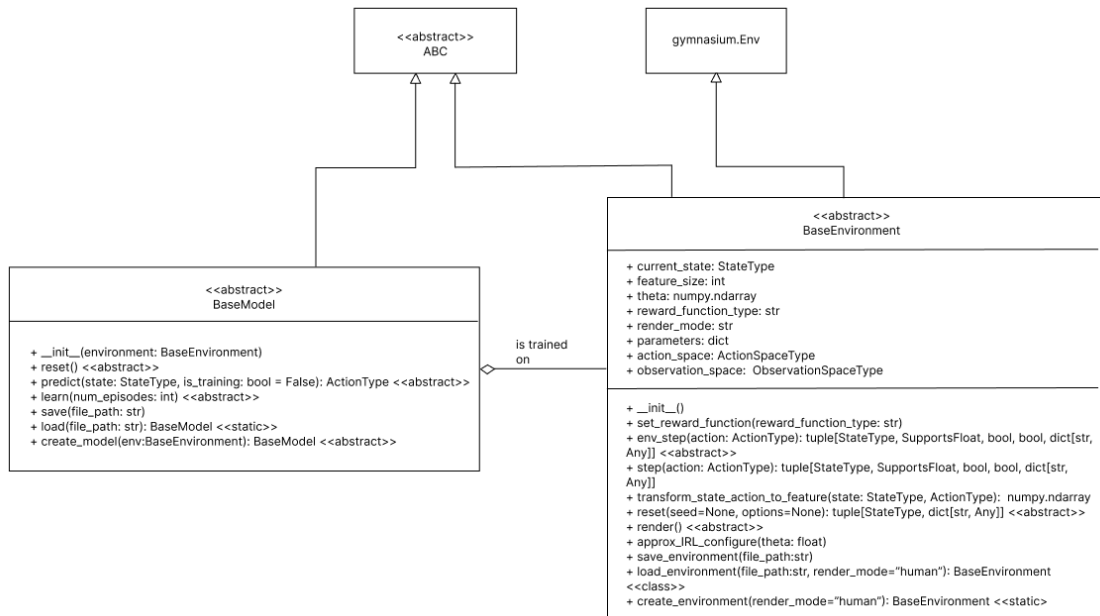 <<abstract>>
ABC
gymnasium.Env
<<abstract>>
BaseEnvironment
+ current_state: StateType
+ feature_size: int
+ theta: numpy.ndarray
+ reward_function_type: str
+ render_mode: str
+ parameters: dict
+ action_space: ActionSpaceType
+ observation_space:  ObservationSpaceType
+ __init__()
+ set_reward_function(reward_function_type: str)
+ env_step(action: ActionType): tuple[StateType, SupportsFloat, bool, bool, dict[str,
Any]] <<abstract>>
+ step(action: ActionType): tuple[StateType, SupportsFloat, bool, bool, dict[str,
Any]]
+ transform_state_action_to_feature(state: StateType, ActionType):  numpy.ndarray
+ reset(seed=None, options=None): tuple[StateType, dict[str, Any]] <<abstract>>
+ render() <<abstract>>
+ approx_IRL_configure(theta: float)
+ save_environment(file_path:str)
+ load_environment(file_path:str, render_mode="human"): BaseEnvironment
<<class>>
+ create_environment(render_mode="human"): BaseEnvironment <<static>
<<abstract>>
BaseModel
+ __init__(environment: BaseEnvironment)
+ reset() <<abstract>>
+ predict(state: StateType, is_training: bool = False): ActionType <<abstract>>
+ learn(num_episodes: int) <<abstract>>
+ save(file_path: str)
+ load(file_path: str): BaseModel <<static>>
+ create_model(env:BaseEnvironment): BaseModel <<abstract>>
is trained
on